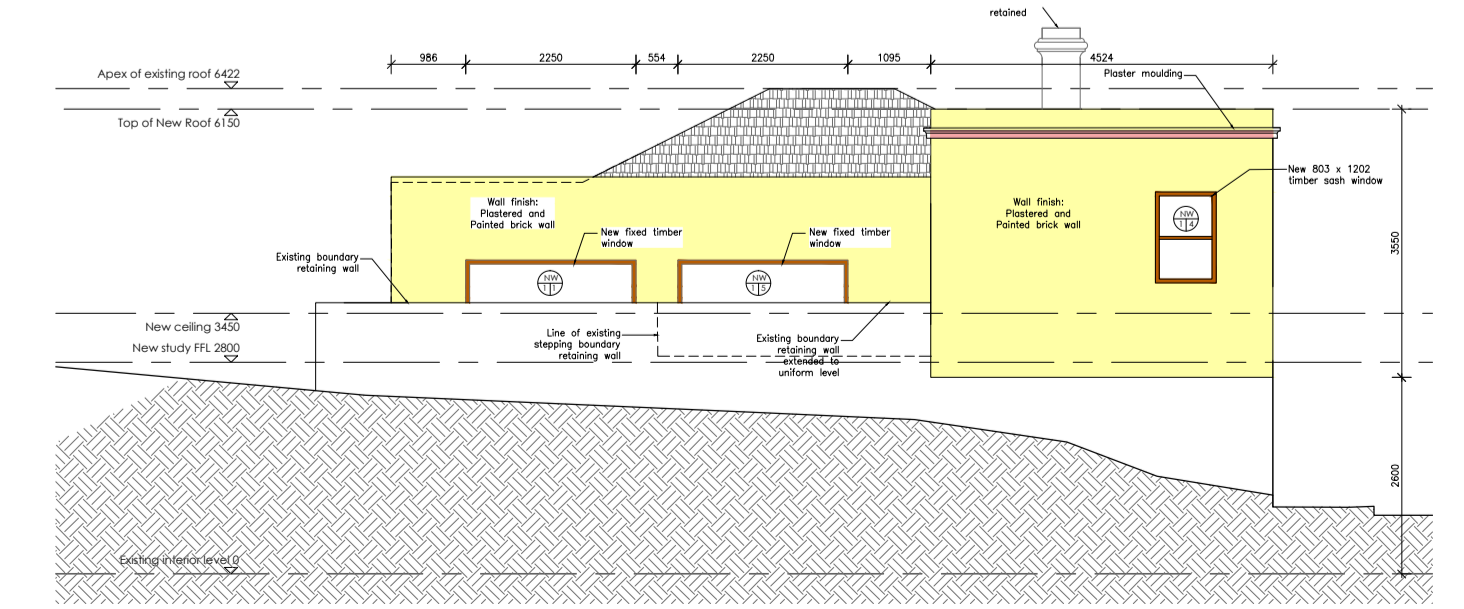 retained
986
2250
554
2250
1095
4524
Apex of existing roof 6422
Plaster moulding
Top of New Roof 6150
New 803 x 1202
timber sash window
Wall finish:
Plastered and
Painted brick wall
Wall finish:
Plastered and
Painted brick wall
NW
1 4
New fixed timber
window
New fixed timber
window
3550
Existing boundary
retaining wall
NW
1 1
NW
1 5
New ceiling 3450
Line of existing
stepping boundary
retaining wall
Existing boundary
retaining wall
extended to
uniform level
New study FFL 2800
2600
Existing interior level 0